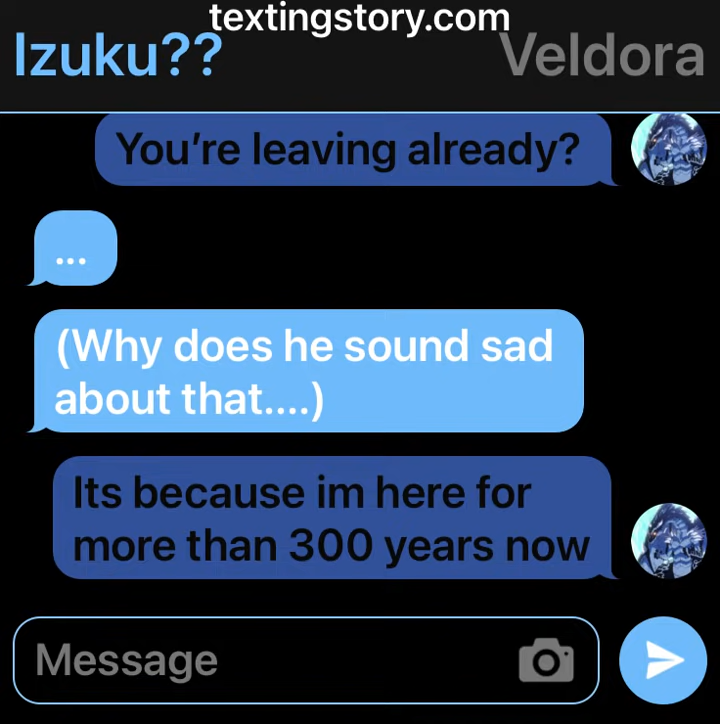 textingstory.com
Izuku??
Veldora
You’re leaving already?
...
(Why does he sound sad
about that....)
Its because im here for
more than 300 years now
Message